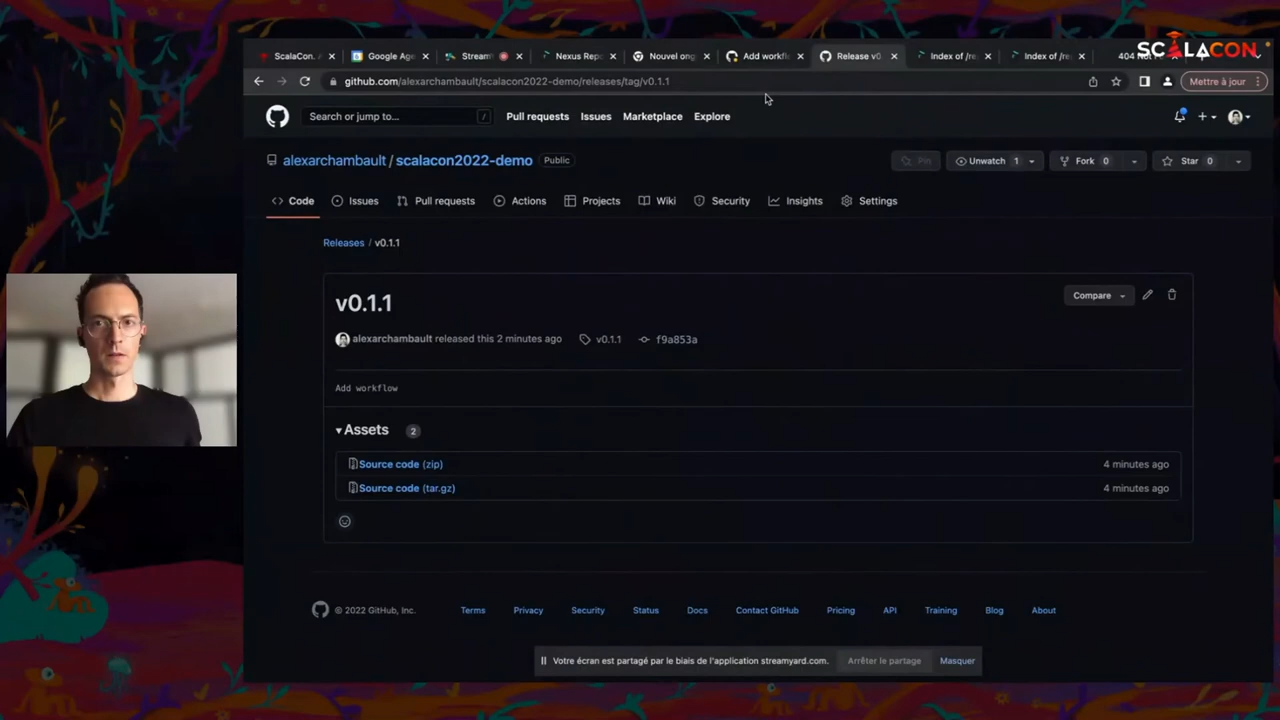 SCALACON.
ScalaCon. A
Google Age
Stream
Nexus Repo
Nouvel ong
Add workfl
Release v0
Index of /re
Index of /re
404 Not
github.com/alexarchambault/scalacon2022-demo/releases/tag/v0.1.1
Mettre à jour
Search or jump to...
/
Pull requests
Issues
Marketplace
Explore
alexarchambault / scalacon2022-demo
Public
Pin
Unwatch 1
Fork 0
Star 0
Code
Issues
Pull requests
Actions
Projects
Wiki
Security
Insights
Settings
Releases / v0.1.1
v0.1.1
Compare
alexarchambault released this 2 minutes ago
v0.1.1
f9a853a
Add workflow
Assets 2
Source code (zip)
4 minutes ago
Source code (tar.gz)
4 minutes ago
© 2022 GitHub, Inc.
Terms
Privacy
Security
Status
Docs
Contact GitHub
Pricing
API
Training
Blog
About
Votre écran est partagé par le biais de l'application streamyard.com.
Arrêter le partage
Masquer